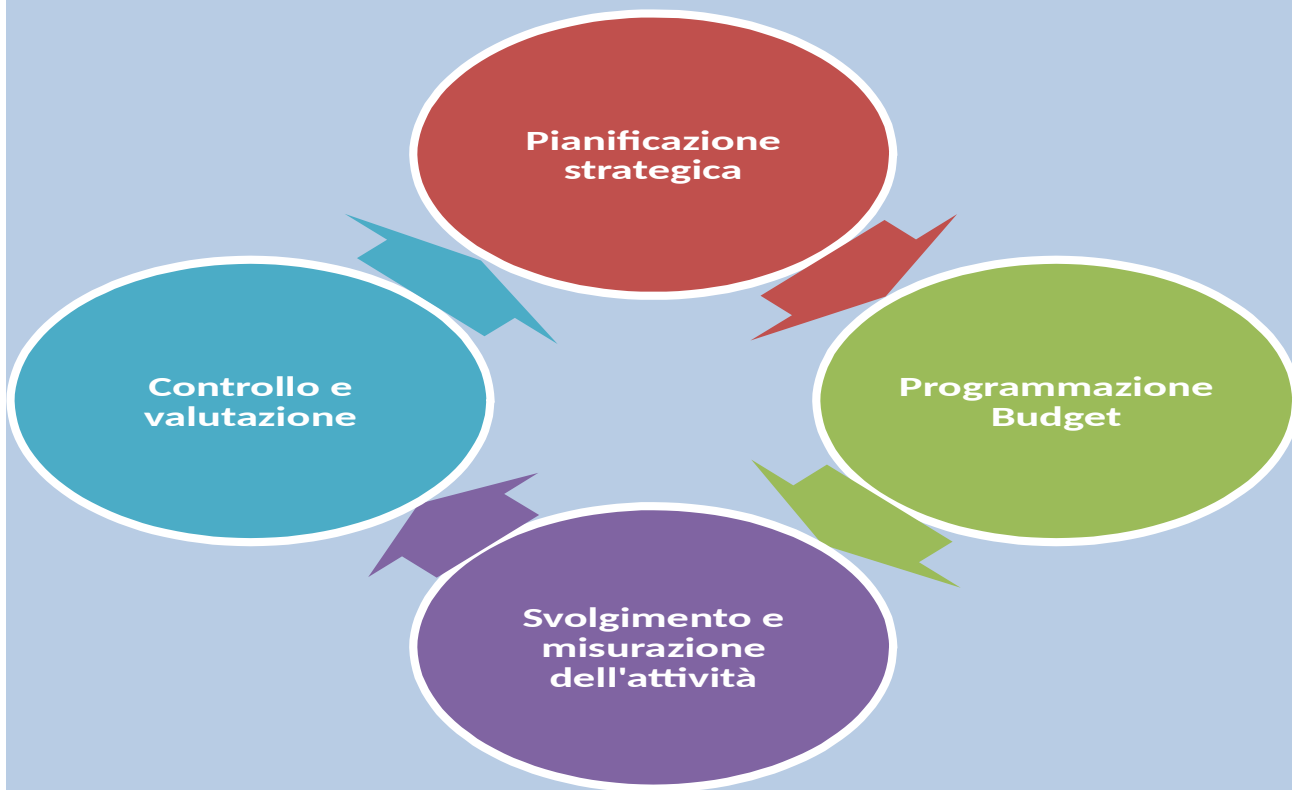 Pianificazione
strategica
Controllo e
valutazione
Programmazione
Budget
Svolgimento e
misurazione
dell'attività